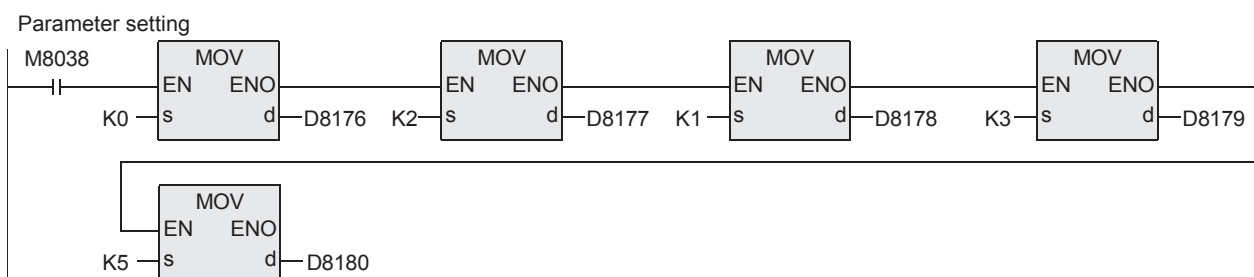 Parameter setting
M8038
MOV MOV MOV MOV
EN ENO EN ENO EN ENO EN ENO
K0 s d D8176 K2 s d D8177 K1 s d D8178 K3 s d D8179
MOV
EN ENO
K5 s d D8180